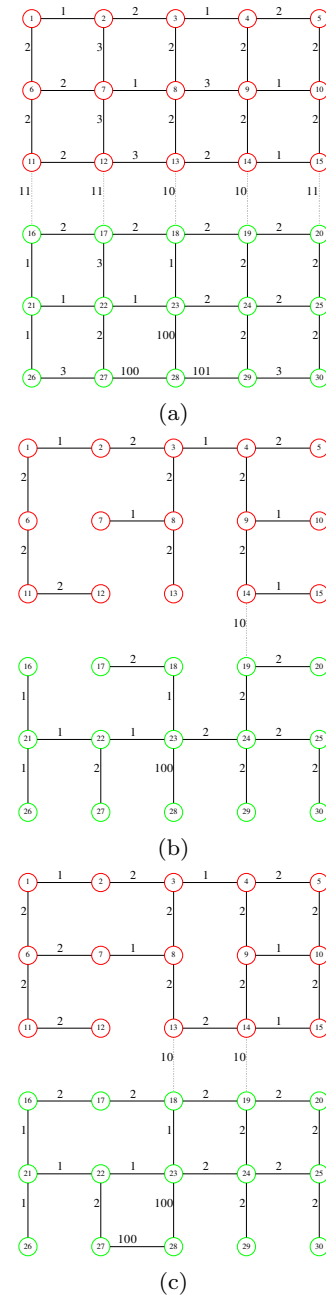 1 2 1 2
1 2 3 4 5
2 3 2 2 2
2 1 3 1
6 7 8 9 10
2 3 2 2 2
2 3 2 1
11 12 13 14 15
11 11 10 10 11
2 2 2 2
16 17 18 19 20
1 3 1 2 2
1 1 2 2
21 22 23 24 25
1 2 100 2 2
3 100 101 3
26 27 28 29 30
(a)
1 2 1 2
1 2 3 4 5
2 2 2
1 1
6 7 8 9 10
2 2 2
2 1
11 12 13 14 15
10
2 2
16 17 18 19 20
1 1 2
1 1 2 2
21 22 23 24 25
1 2 100 2 2
26 27 28 29 30
(b)
1 2 1 2
1 2 3 4 5
2 2 2 2
2 1 1
6 7 8 9 10
2 2 2 2
2 2 1
11 12 13 14 15
10 10
2 2 2 2
16 17 18 19 20
1 1 2 2
1 1 2 2
21 22 23 24 25
1 2 100 2 2
100
26 27 28 29 30
(c)